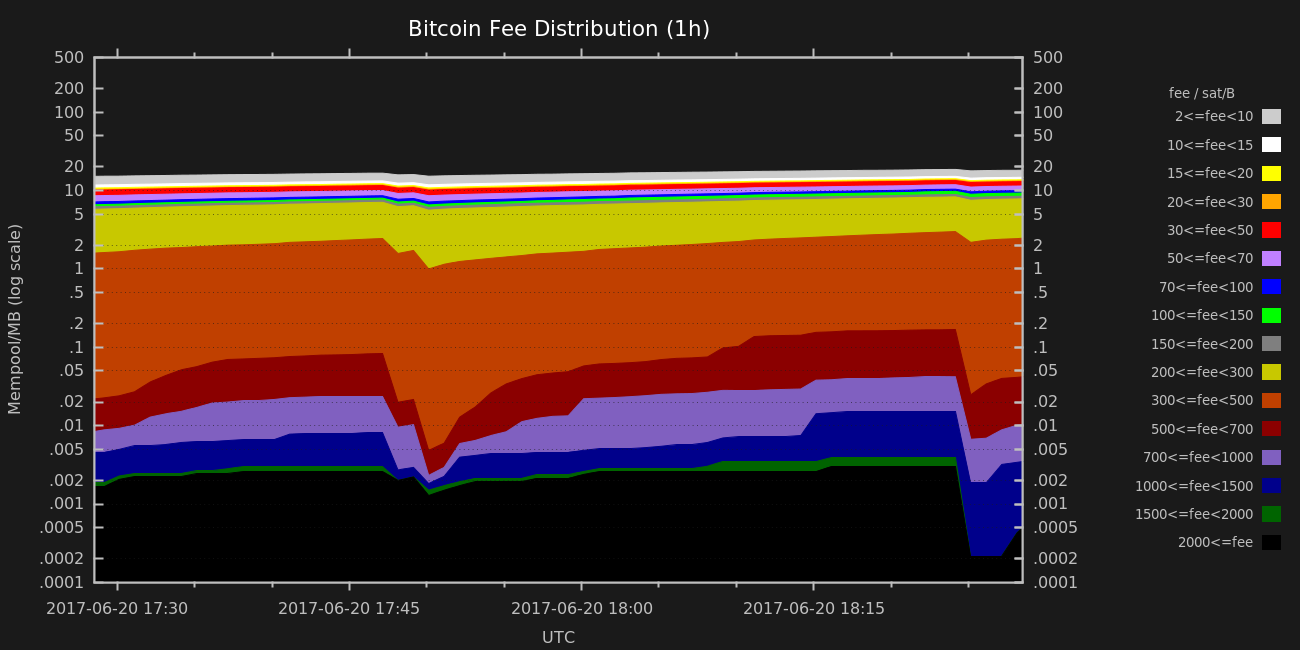 Bitcoin Fee Distribution (1h)
500 500
200 200
100 100
50 50
20 20
10 10
5 5
2 2
1 1
.5 .5
.2 .2
.1 .1
.05 .05
.02 .02
.01 .01
.005 .005
.002 .002
.001 .001
.0005 .0005
.0002 .0002
.0001 .0001
Mempool/MB (log scale)
2017-06-20 17:30 2017-06-20 17:45 2017-06-20 18:00 2017-06-20 18:15
UTC
fee / sat/B
2<=fee<10
10<=fee<15
15<=fee<20
20<=fee<30
30<=fee<50
50<=fee<70
70<=fee<100
100<=fee<150
150<=fee<200
200<=fee<300
300<=fee<500
500<=fee<700
700<=fee<1000
1000<=fee<1500
1500<=fee<2000
2000<=fee